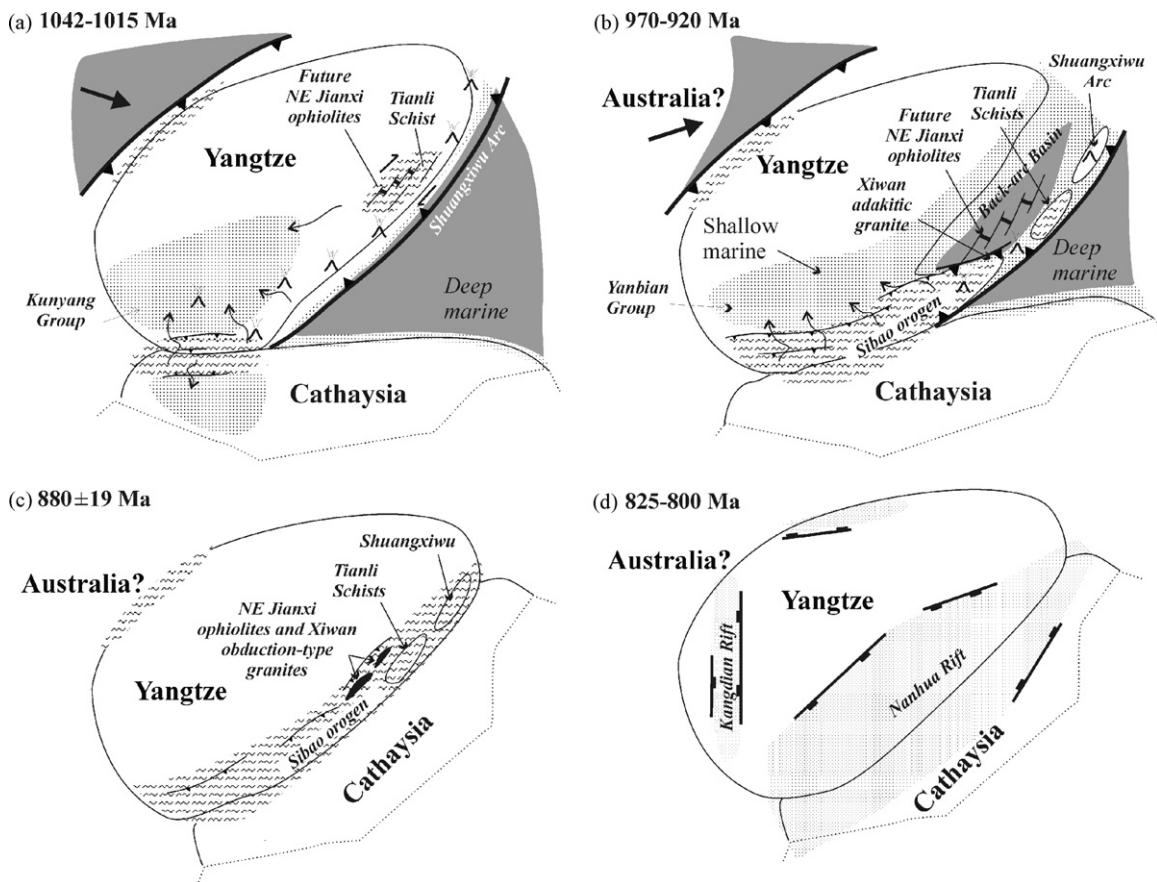 (a) 1042-1015 Ma
Future
NE Jianxi
ophiolites
Tianli
Schist
Yangtze
Shuangxiwu Arc
Kunyang
Group
Deep
marine
Cathaysia
(b) 970-920 Ma
Australia?
Shuangxiwu
Arc
Tianli
Schists
Future
NE Jianxi
ophiolites
Yangtze
Back-arc Basin
Xiwan
adakitic
granite
Shallow
marine
Deep
marine
Yanbian
Group
Sibao orogen
Cathaysia
(c) 880±19 Ma
Australia?
Shuangxiwu
Tianli
Schists
NE Jianxi
ophiolites and Xiwan
obduction-type
granites
Yangtze
Sibao orogen
Cathaysia
(d) 825-800 Ma
Australia?
Yangtze
Kangdian Rift
Nanhua Rift
Cathaysia